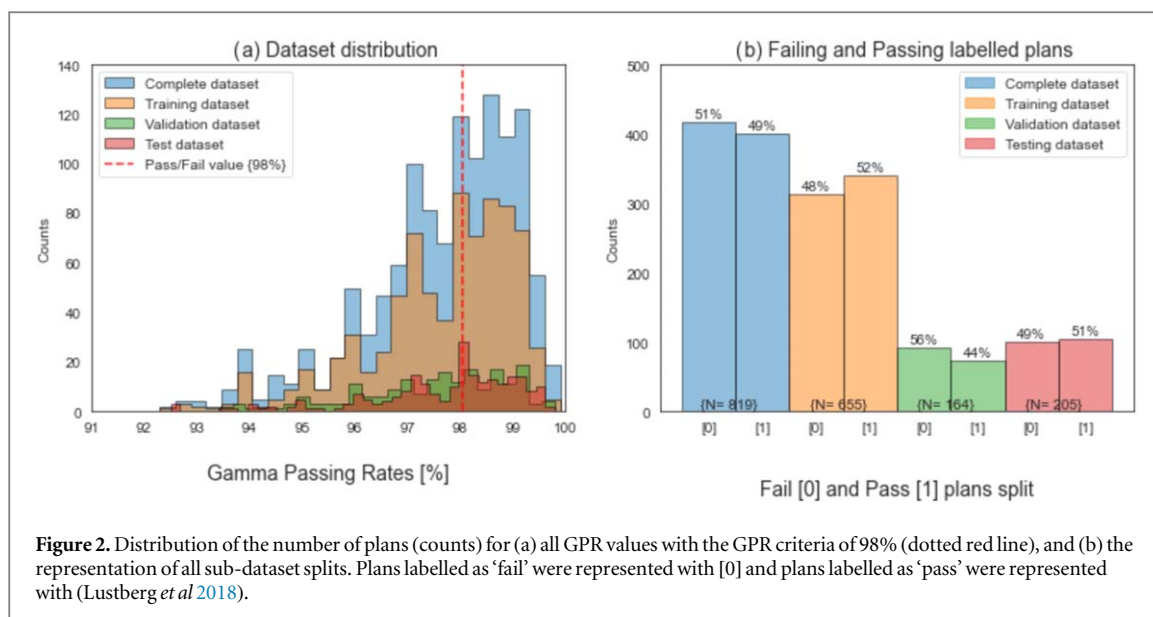 (a) Dataset distribution
140
120
100
80
60
40
20
0
Counts
Complete dataset
Training dataset
Validation dataset
Test dataset
Pass/Fail value {98%}
91 92 93 94 95 96 97 98 99 100
Gamma Passing Rates [%]
(b) Failing and Passing labelled plans
500
400
300
200
100
0
Counts
Complete dataset
Training dataset
Validation dataset
Testing dataset
51% 49% 48% 52% 56% 44% 49% 51%
{N= 819} {N= 655} {N= 164} {N= 205}
[0] [1] [0] [1] [0] [1] [0] [1]
Fail [0] and Pass [1] plans split
Figure 2. Distribution of the number of plans (counts) for (a) all GPR values with the GPR criteria of 98% (dotted red line), and (b) the
representation of all sub-dataset splits. Plans labelled as ‘fail’ were represented with [0] and plans labelled as ‘pass’ were represented
with (Lustberg et al 2018).